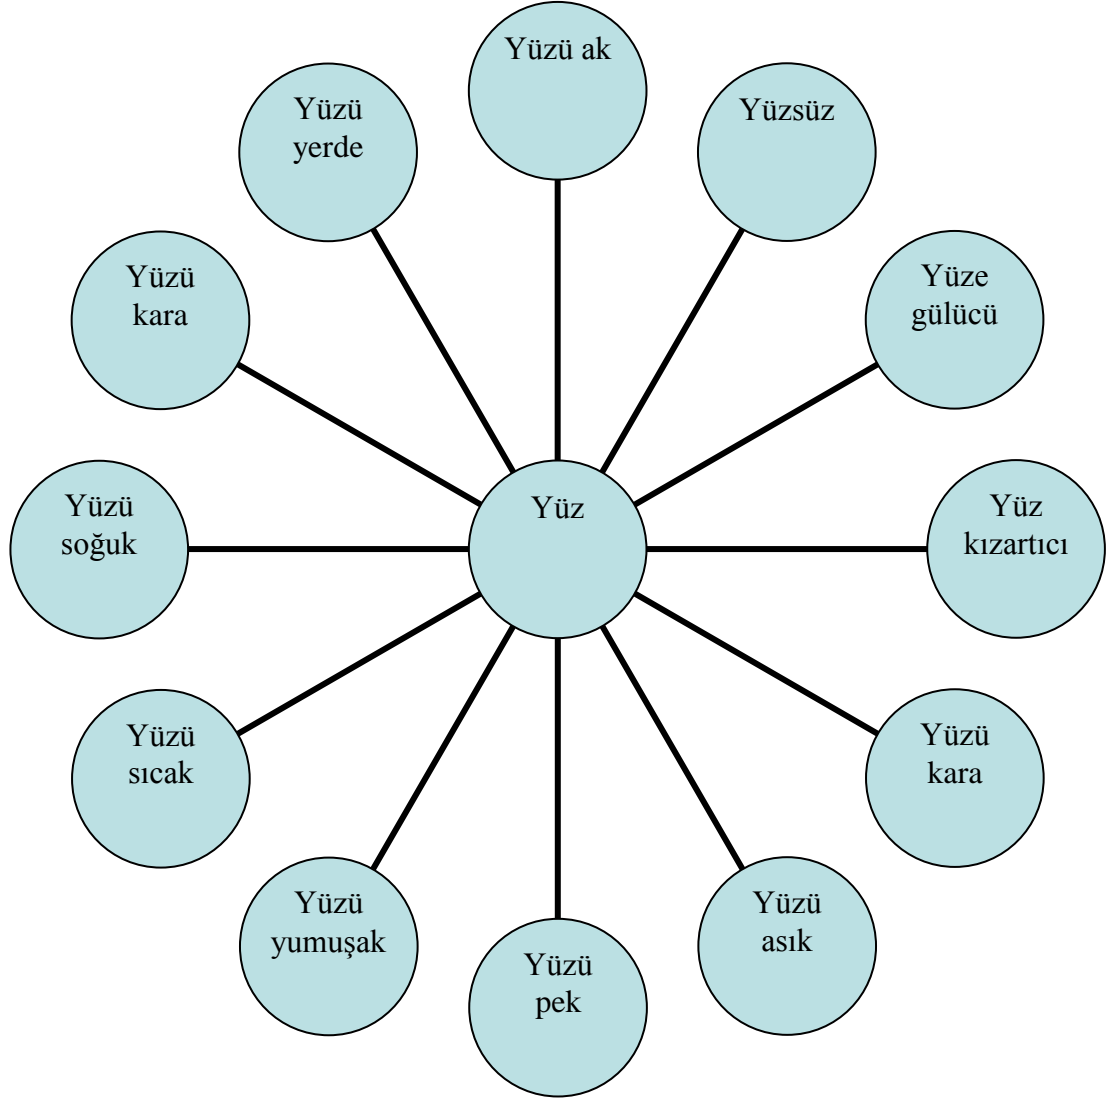 Yüzü ak
Yüzsüz
Yüze
gülücü
Yüz
kızartıcı
Yüzü
kara
Yüzü
asık
Yüzü
pek
Yüzü
yumuşak
Yüzü
sıcak
Yüzü
soğuk
Yüzü
kara
Yüzü
yerde
Yüz